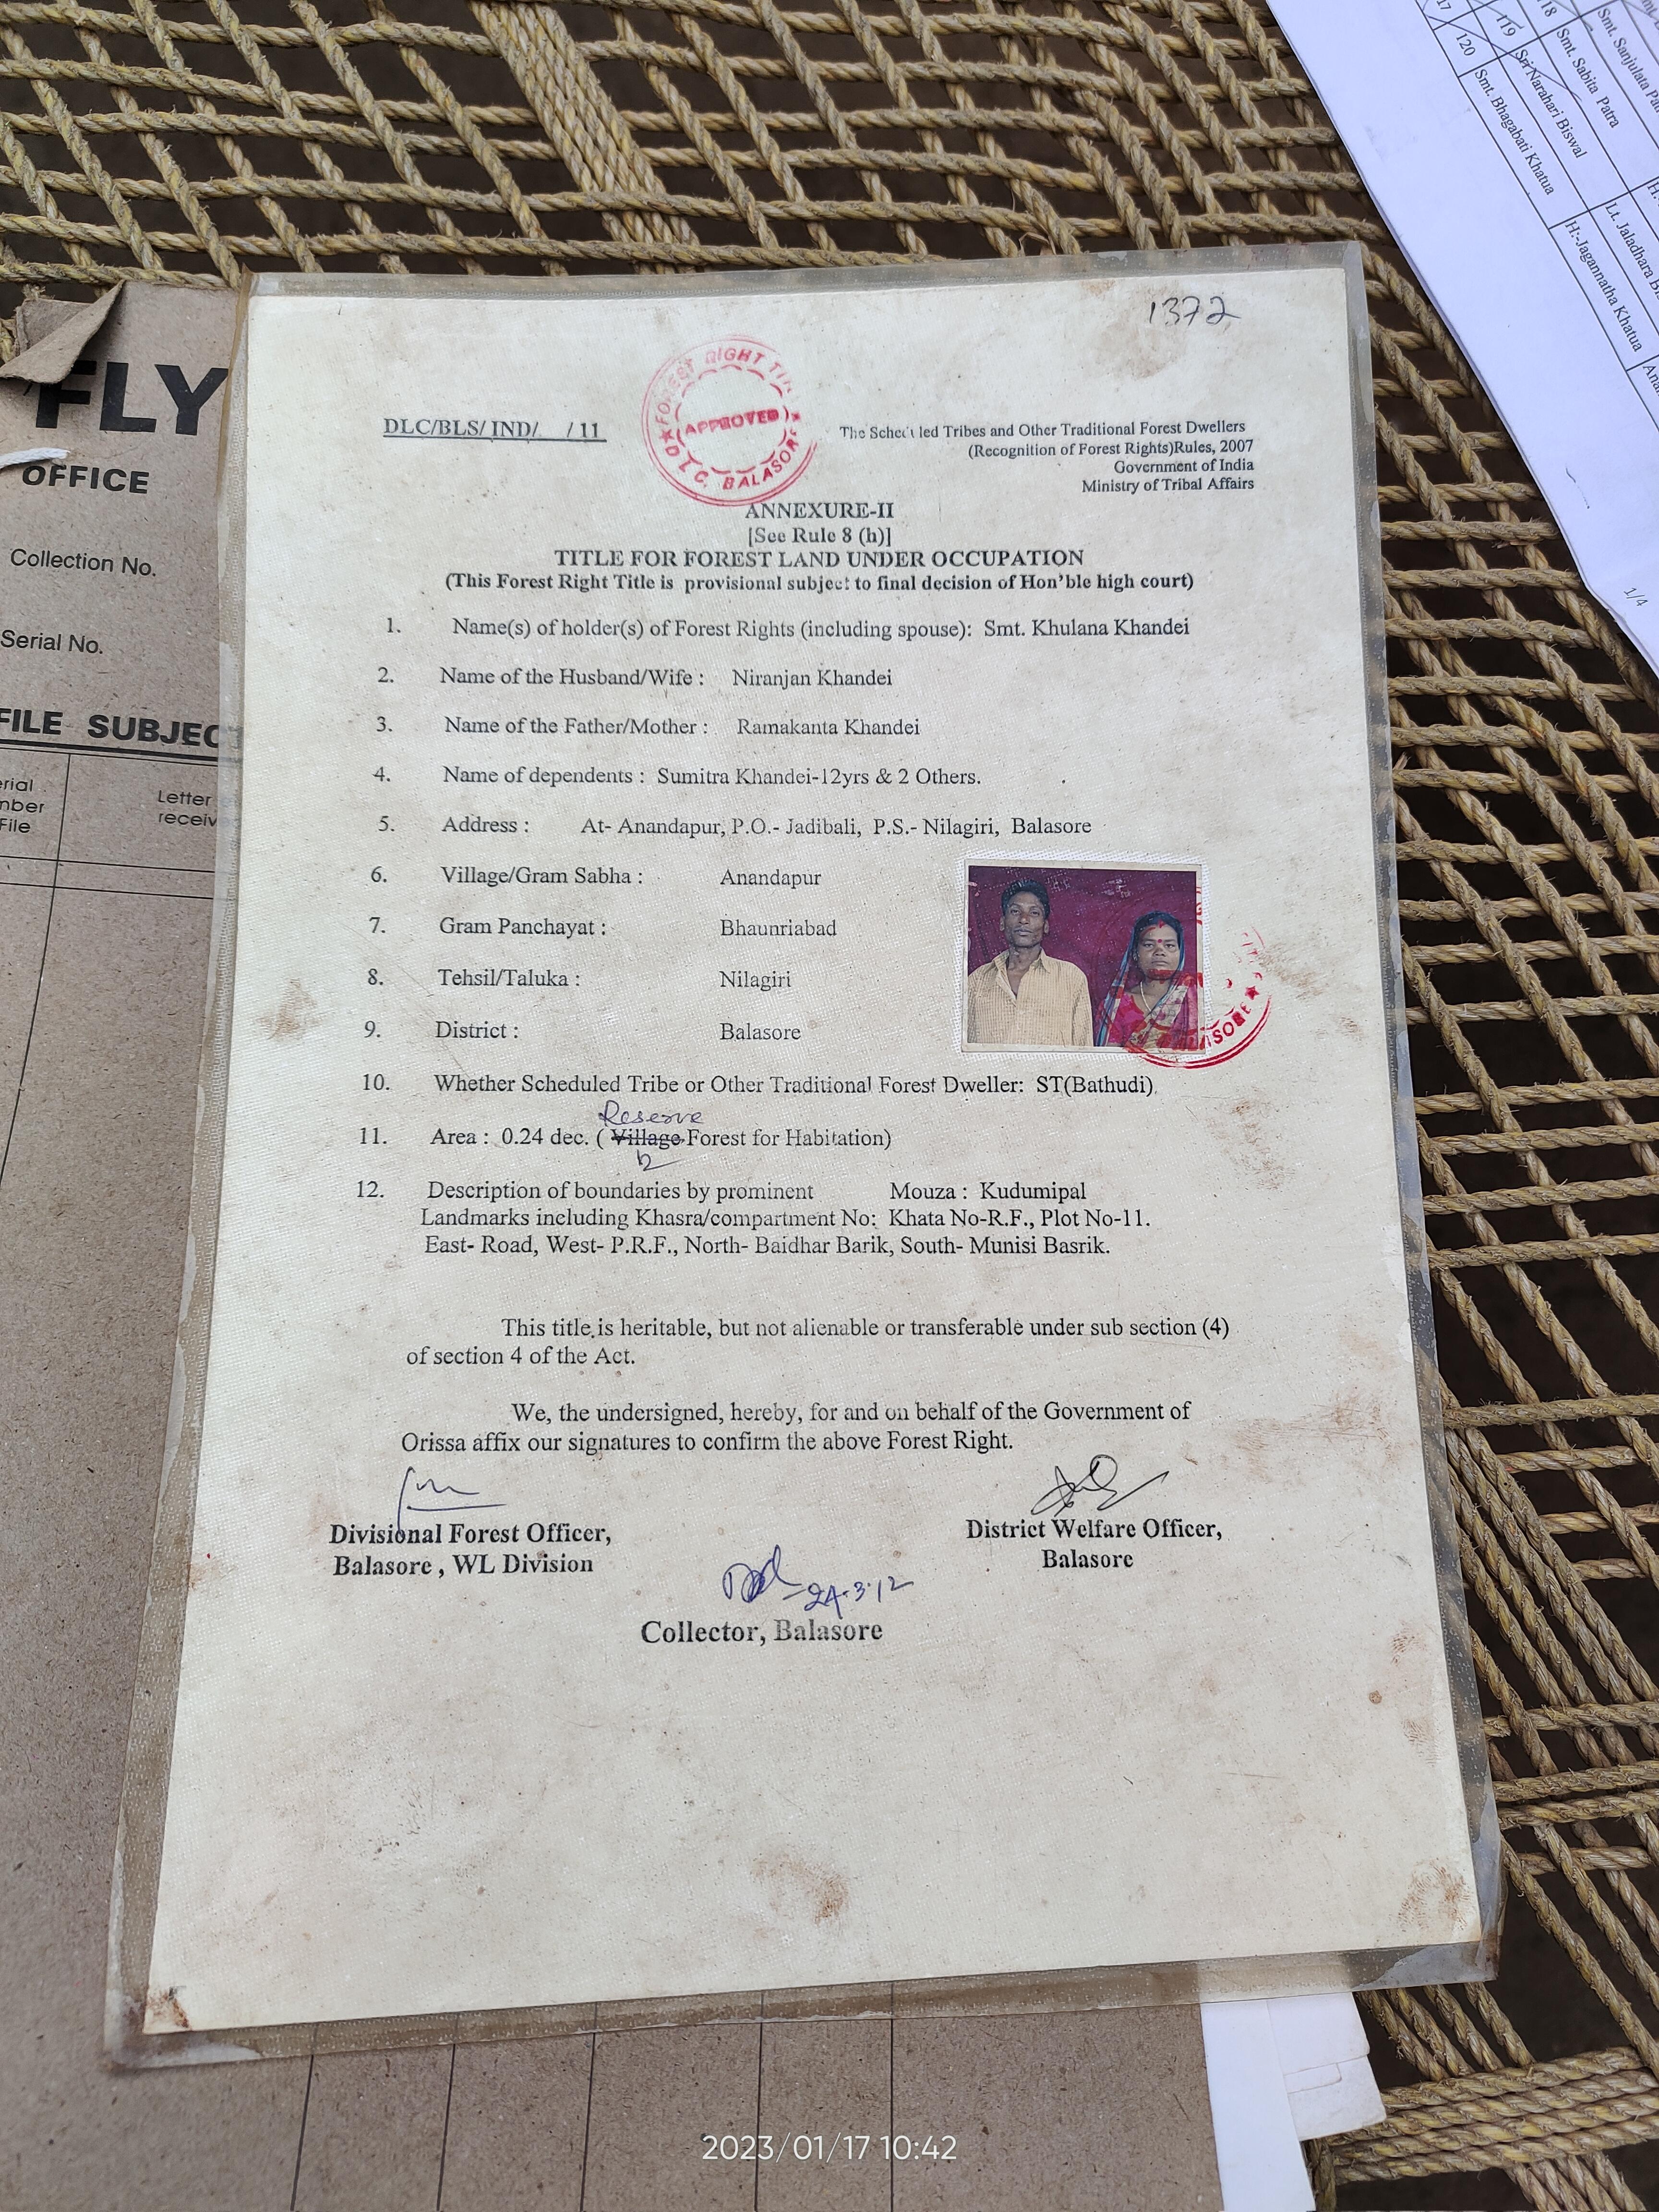 1372
FOREST RIGHT
APPROVED
D.L.C. BALASORE
DLC/BLS/ IND/ / 11
The Scheduled Tribes and Other Traditional Forest Dwellers
(Recognition of Forest Rights)Rules, 2007
Government of India
Ministry of Tribal Affairs
ANNEXURE-II
[See Rule 8 (h)]
TITLE FOR FOREST LAND UNDER OCCUPATION
(This Forest Right Title is provisional subject to final decision of Hon'ble high court)
1. Name(s) of holder(s) of Forest Rights (including spouse): Smt. Khulana Khandei
2. Name of the Husband/Wife : Niranjan Khandei
3. Name of the Father/Mother : Ramakanta Khandei
4. Name of dependents : Sumitra Khandei-12yrs & 2 Others.
5. Address : At- Anandapur, P.O.- Jadibali, P.S.- Nilagiri, Balasore
6. Village/Gram Sabha : Anandapur
7. Gram Panchayat : Bhaunriabad
8. Tehsil/Taluka : Nilagiri
9. District : Balasore
10. Whether Scheduled Tribe or Other Traditional Forest Dweller: ST(Bathudi).
Reserve
11. Area : 0.24 dec. ( Village Forest for Habitation)
12. Description of boundaries by prominent Mouza : Kudumipal
Landmarks including Khasra/compartment No: Khata No-R.F., Plot No-11.
East- Road, West- P.R.F., North- Baidhar Barik, South- Munisi Basrik.
This title is heritable, but not alienable or transferable under sub section (4)
of section 4 of the Act.
We, the undersigned, hereby, for and on behalf of the Government of
Orissa affix our signatures to confirm the above Forest Right.
Divisional Forest Officer,
Balasore , WL Division
District Welfare Officer,
Balasore
24.3.12
Collector, Balasore
FLY
OFFICE
Collection No.
Serial No.
FILE SUBJEC
Letter
receiv
File
118 Smt. Sabita Patra
119 Sri Narahari Biswal
120 Smt. Bhagabati Khatua
H:-Jagannatha Khatua
Lt. Jaladhara
1/4
2023/01/17 10:42